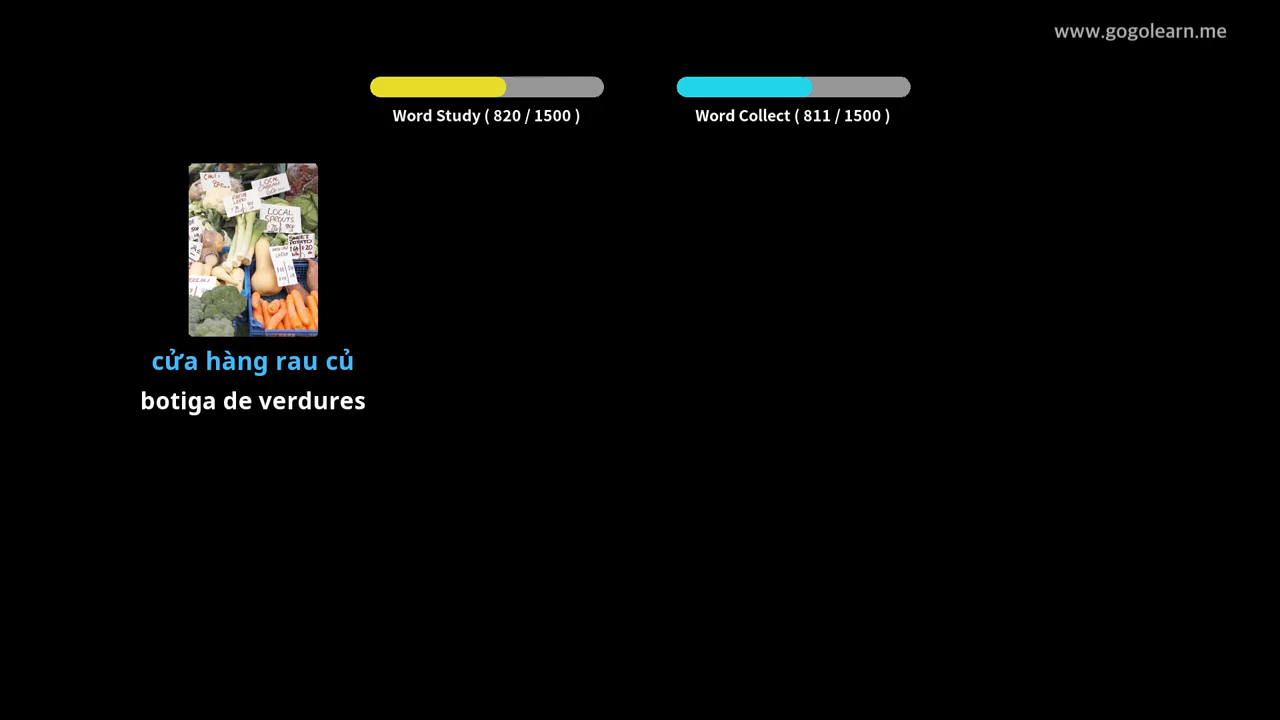 www.gogolearn.me
Word Study ( 820 / 1500 )
Word Collect ( 811 / 1500 )
LOCAL
LOCAL
SPROUTS
cửa hàng rau củ
botiga de verdures